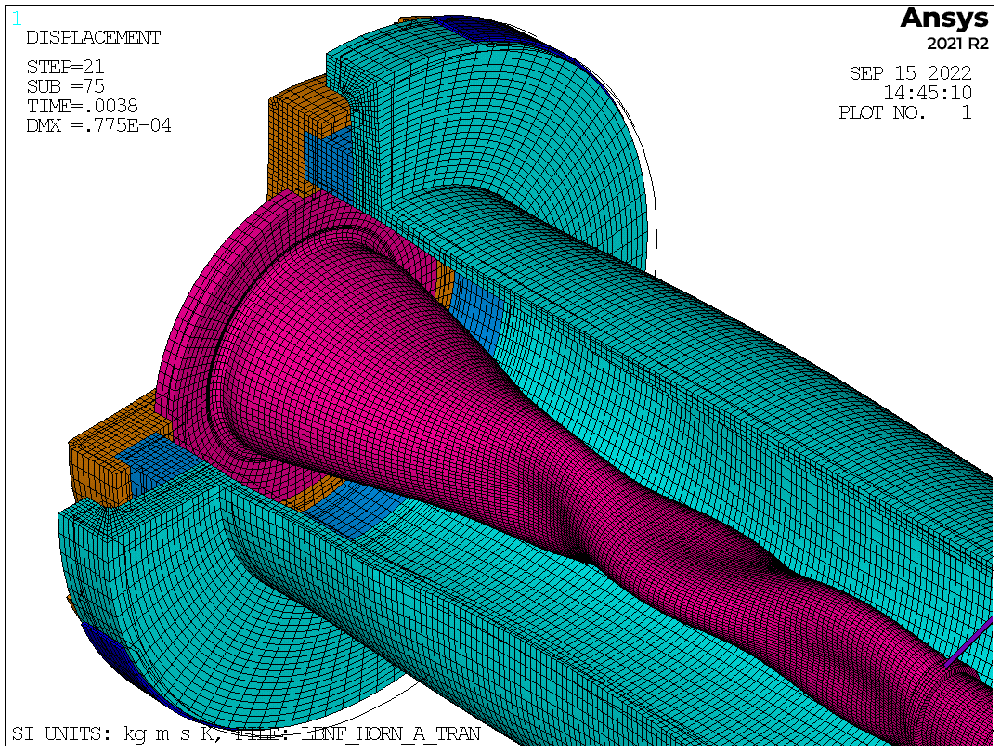 1
DISPLACEMENT
STEP=21
SUB =75
TIME=.0038
DMX =.775E-04
Ansys
2021 R2
SEP 15 2022
14:45:10
PLOT NO. 1
SI UNITS: kg m s K, FILE: LBNF_HORN_A_TRAN